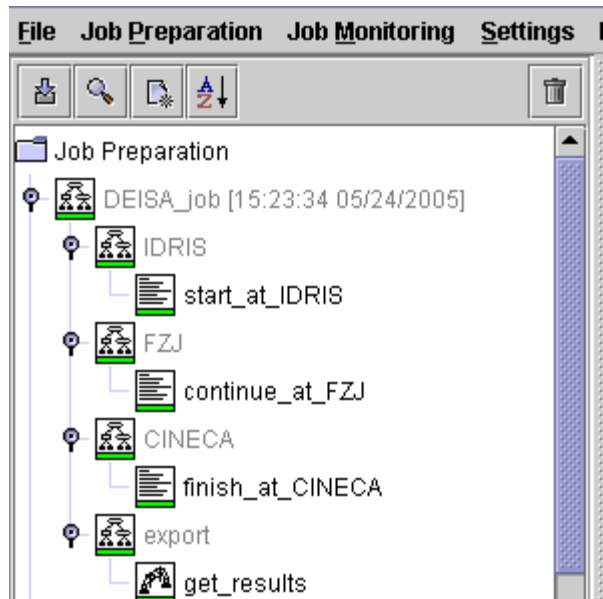 File Job Preparation Job Monitoring Settings
Job Preparation
DEISA_job [15:23:34 05/24/2005]
IDRIS
start_at_IDRIS
FZJ
continue_at_FZJ
CINECA
finish_at_CINECA
export
get_results